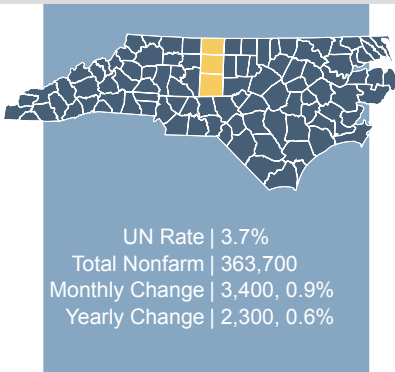 UN Rate | 3.7%
Total Nonfarm | 363,700
Monthly Change | 3,400, 0.9%
Yearly Change | 2,300, 0.6%